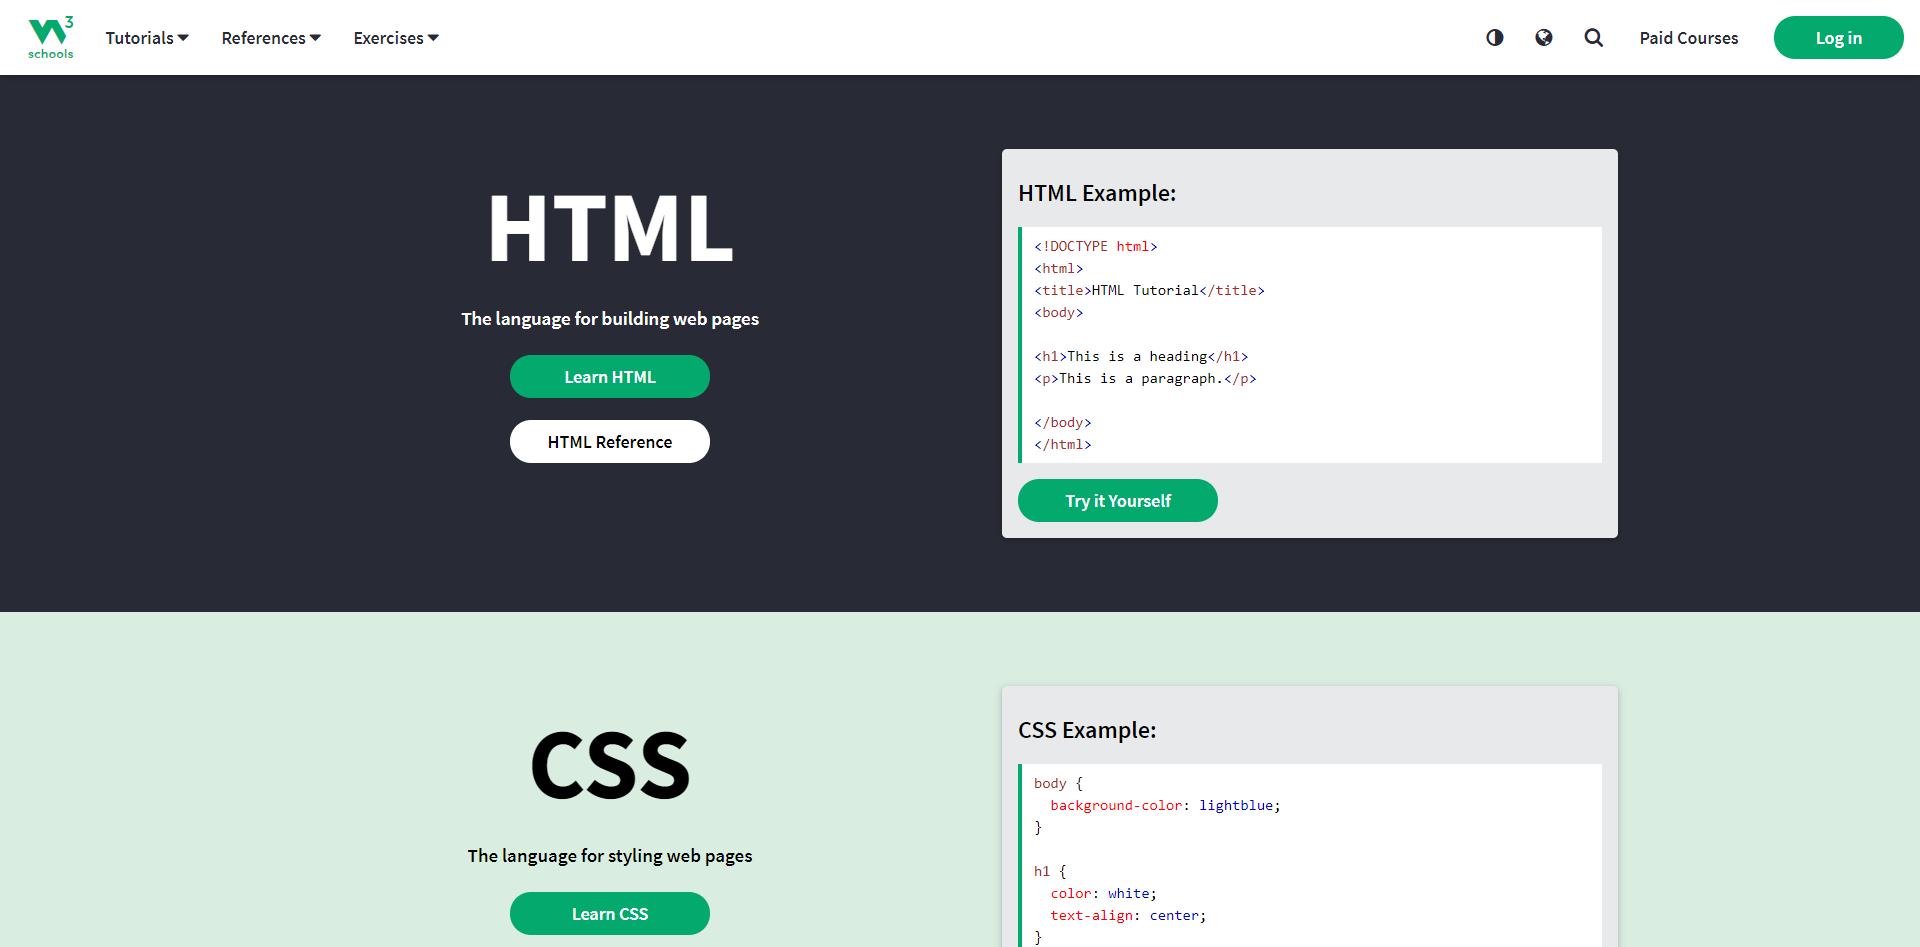 W3
schools
Tutorials
References
Exercises
Paid Courses
Log in
HTML
The language for building web pages
Learn HTML
HTML Reference
HTML Example:
<!DOCTYPE html>
<html>
<title>HTML Tutorial</title>
<body>
<h1>This is a heading</h1>
<p>This is a paragraph.</p>
</body>
</html>
Try it Yourself
CSS
The language for styling web pages
Learn CSS
CSS Example:
body {
  background-color: lightblue;
}
h1 {
  color: white;
  text-align: center;
}